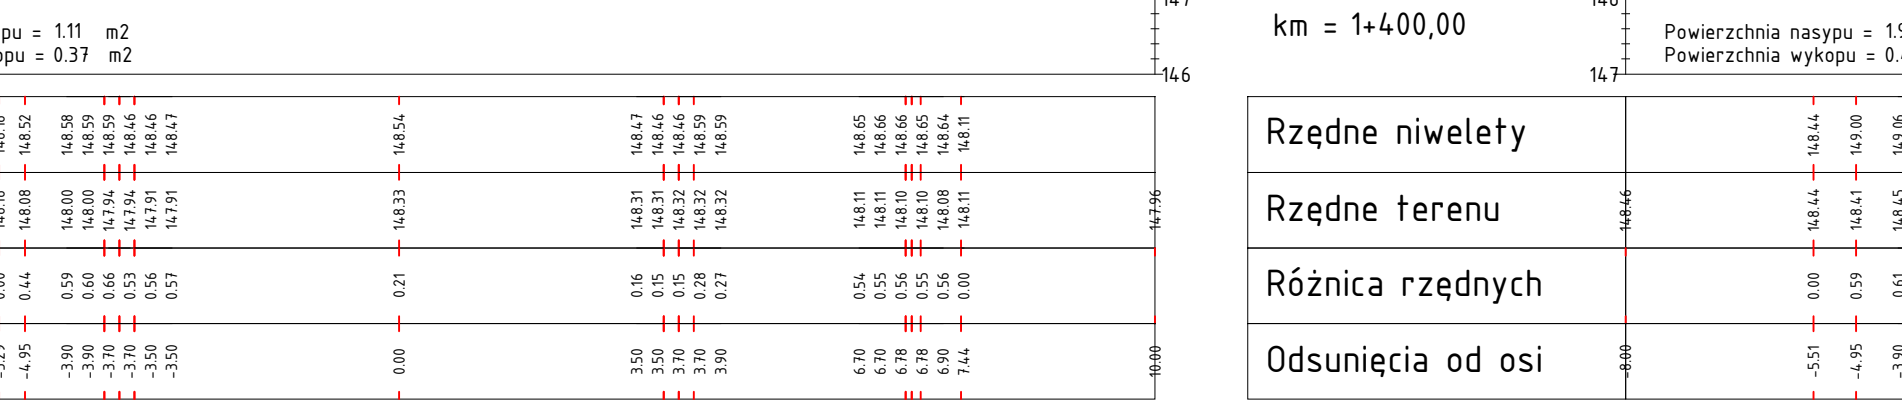 pu = 1.11 m2
opu = 0.37 m2
146
148.52 148.58 148.59 148.59 148.46 148.46 148.47 148.54 148.47 148.46 148.46 148.59 148.59 148.65 148.66 148.66 148.65 148.64 148.11
148.08 148.00 148.00 147.94 147.94 147.91 147.91 148.33 148.31 148.31 148.32 148.32 148.32 148.11 148.11 148.10 148.10 148.08 148.11 147.96
0.44 0.59 0.60 0.66 0.53 0.56 0.57 0.21 0.16 0.15 0.15 0.28 0.27 0.54 0.55 0.56 0.55 0.56 0.00
-4.95 -3.90 -3.90 -3.70 -3.70 -3.50 -3.50 0.00 3.50 3.50 3.70 3.70 3.90 6.70 6.70 6.78 6.78 6.90 7.44 10.00
km = 1+400,00
147
Powierzchnia nasypu = 1.9
Powierzchnia wykopu = 0.
Rzędne niwelety 148.44 149.00 149.06
Rzędne terenu 148.46 148.44 148.41 148.45
Różnica rzędnych 0.00 0.59 0.61
Odsunięcia od osi -8.00 -5.51 -4.95 -3.90